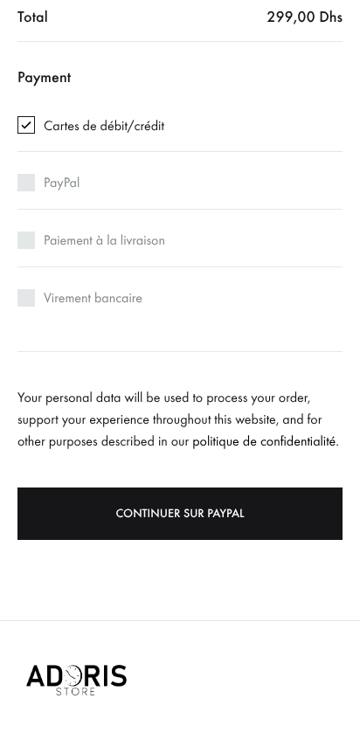 Total 299,00 Dhs
Payment
Cartes de débit/crédit
PayPal
Paiement à la livraison
Virement bancaire
Your personal data will be used to process your order,
support your experience throughout this website, and for
other purposes described in our politique de confidentialité.
CONTINUER SUR PAYPAL
ADORIS
STORE